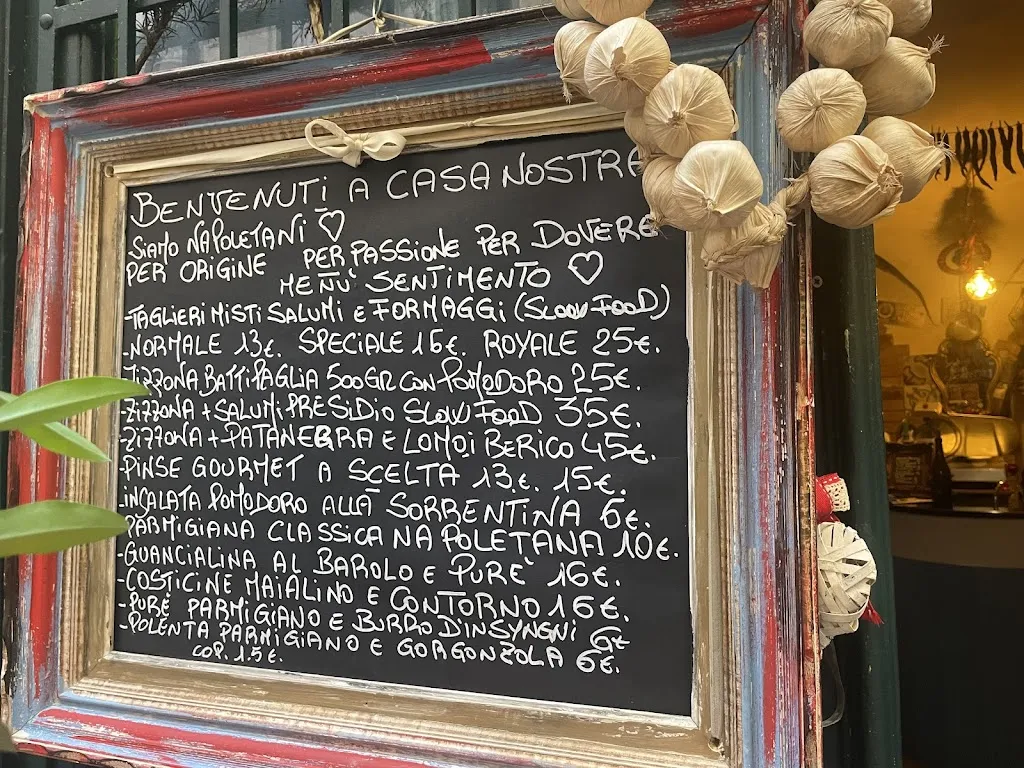 BENVENUTI A CASA NOSTRA
SIAMO NAPOLETANI ♡
PER ORIGINE PER PASSIONE PER DOVERE
MENÙ SENTIMENTO ♡
-TAGLIERI MISTI SALUMI E FORMAGGI (SLOW FOOD)
-NORMALE 13€. SPECIALE 16€. ROYALE 25€.
-ZIZZONA BATTIPAGLIA 500GR CON POMODORO 25€.
-ZIZZONA + SALUMI PRESIDIO SLOW FOOD 35€.
-ZIZZONA + PATANEGRA E LOMOIBERICO 45€.
-PINSE GOURMET A SCELTA 13€. 15€.
-INSALATA POMODORO ALLA SORRENTINA 6€.
-PARMIGIANA CLASSICA NAPOLETANA 10€.
-GUANCIALINA AL BAROLO E PURÈ 16€.
-COSTICINE MAIALINO E CONTORNO 16€.
-PURÈ PARMIGIANO E BURRO D'INSYNGNI 6€
-POLENTA PARMIGIANO E GORGONZOLA 6€.
COP. 1.5€.